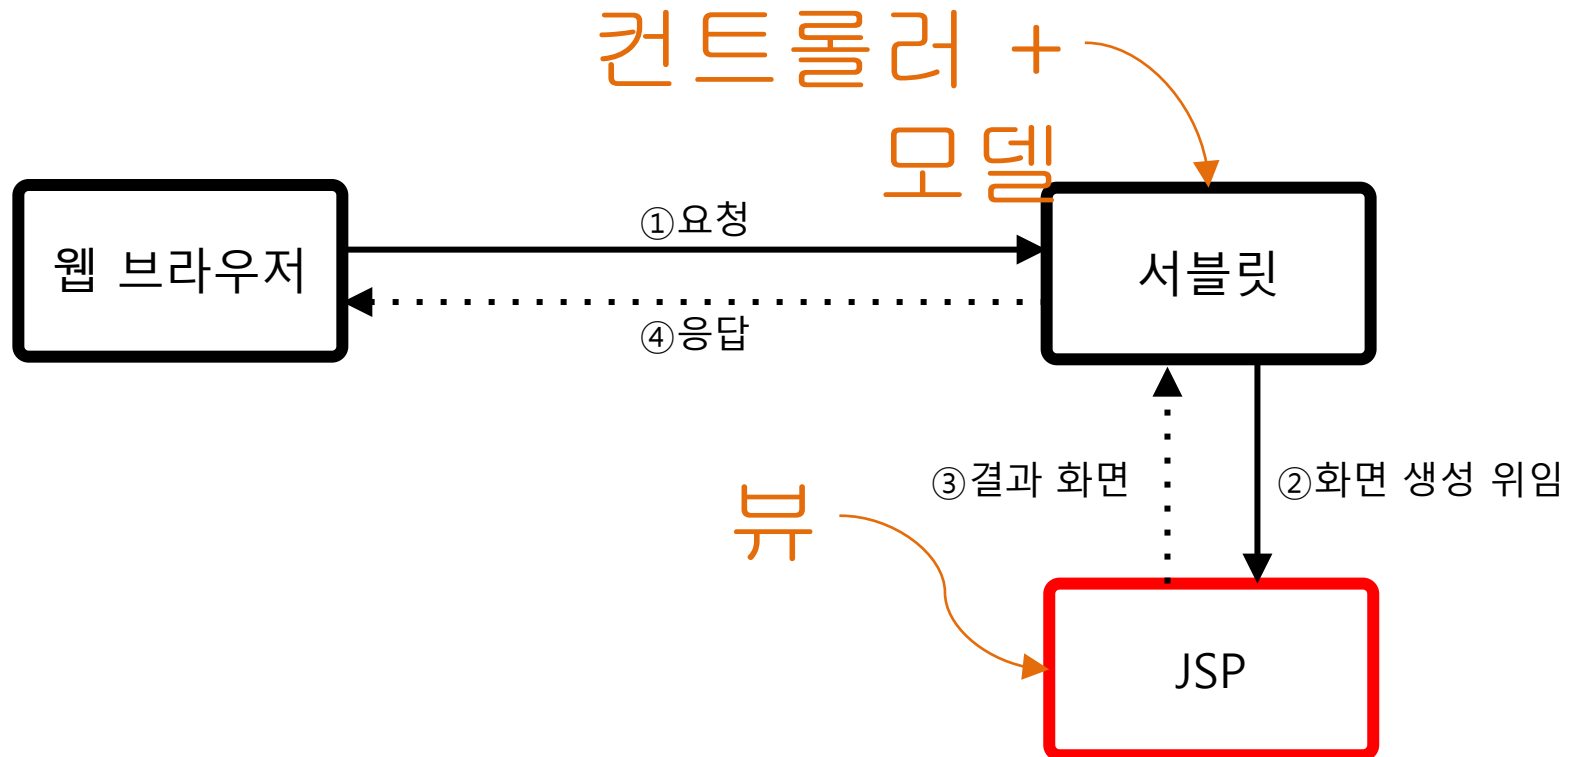 컨트롤러 +
모델
웹 브라우저
①요청
서블릿
④응답
③결과 화면
②화면 생성 위임
뷰
JSP